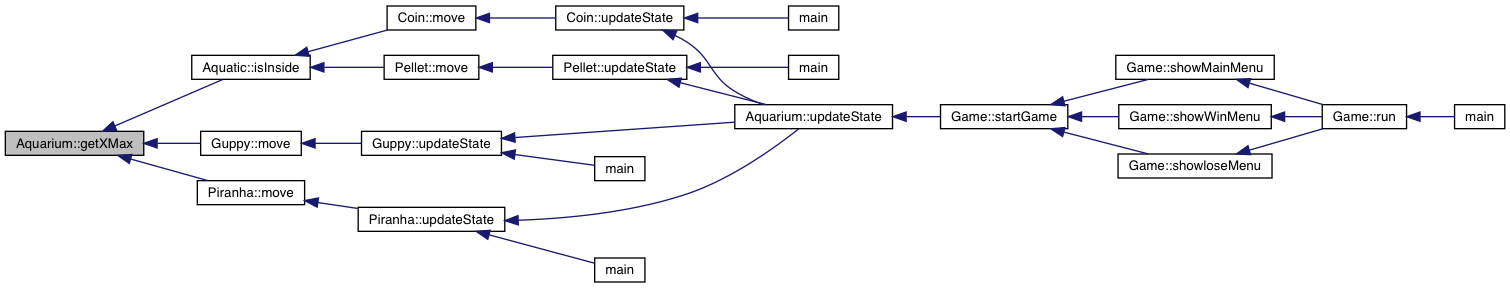 Coin::move
Coin::updateState
main
Aquatic::isInside
Pellet::move
Pellet::updateState
main
Game::showMainMenu
Aquarium::updateState
Game::startGame
Game::showWinMenu
Game::run
main
Aquarium::getXMax
Guppy::move
Guppy::updateState
main
Game::showloseMenu
Piranha::move
Piranha::updateState
main